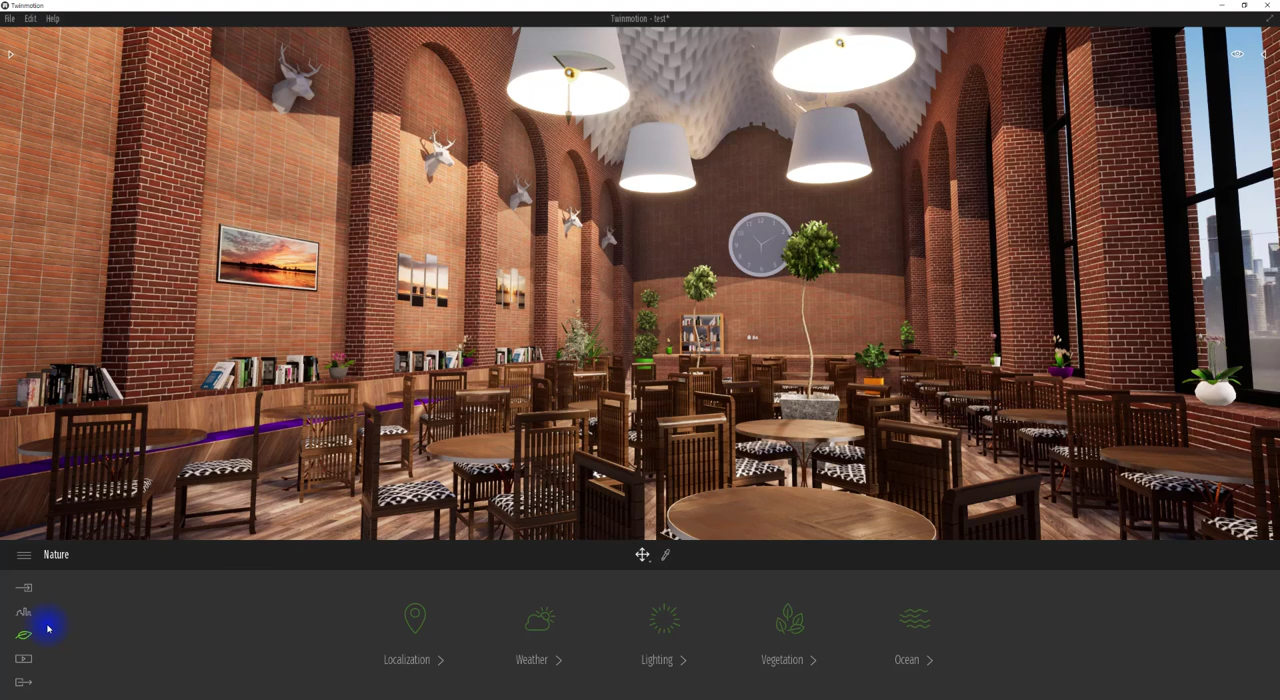 Twinmotion
File Edit Help
Twinmotion - test*
Nature
Localization
Weather
Lighting
Vegetation
Ocean